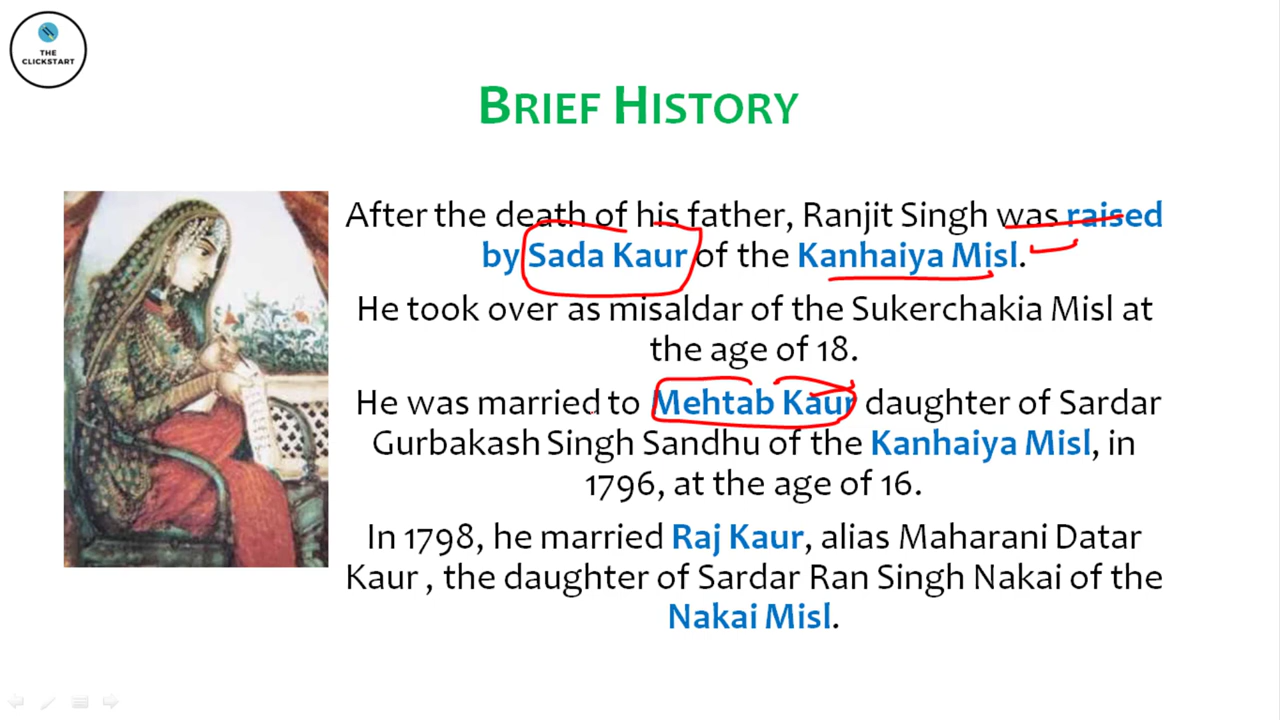 THE
CLICKSTART
BRIEF HISTORY
After the death of his father, Ranjit Singh was raised
by Sada Kaur of the Kanhaiya Misl.
He took over as misaldar of the Sukerchakia Misl at
the age of 18.
He was married to Mehtab Kaur daughter of Sardar
Gurbakash Singh Sandhu of the Kanhaiya Misl, in
1796, at the age of 16.
In 1798, he married Raj Kaur, alias Maharani Datar
Kaur , the daughter of Sardar Ran Singh Nakai of the
Nakai Misl.